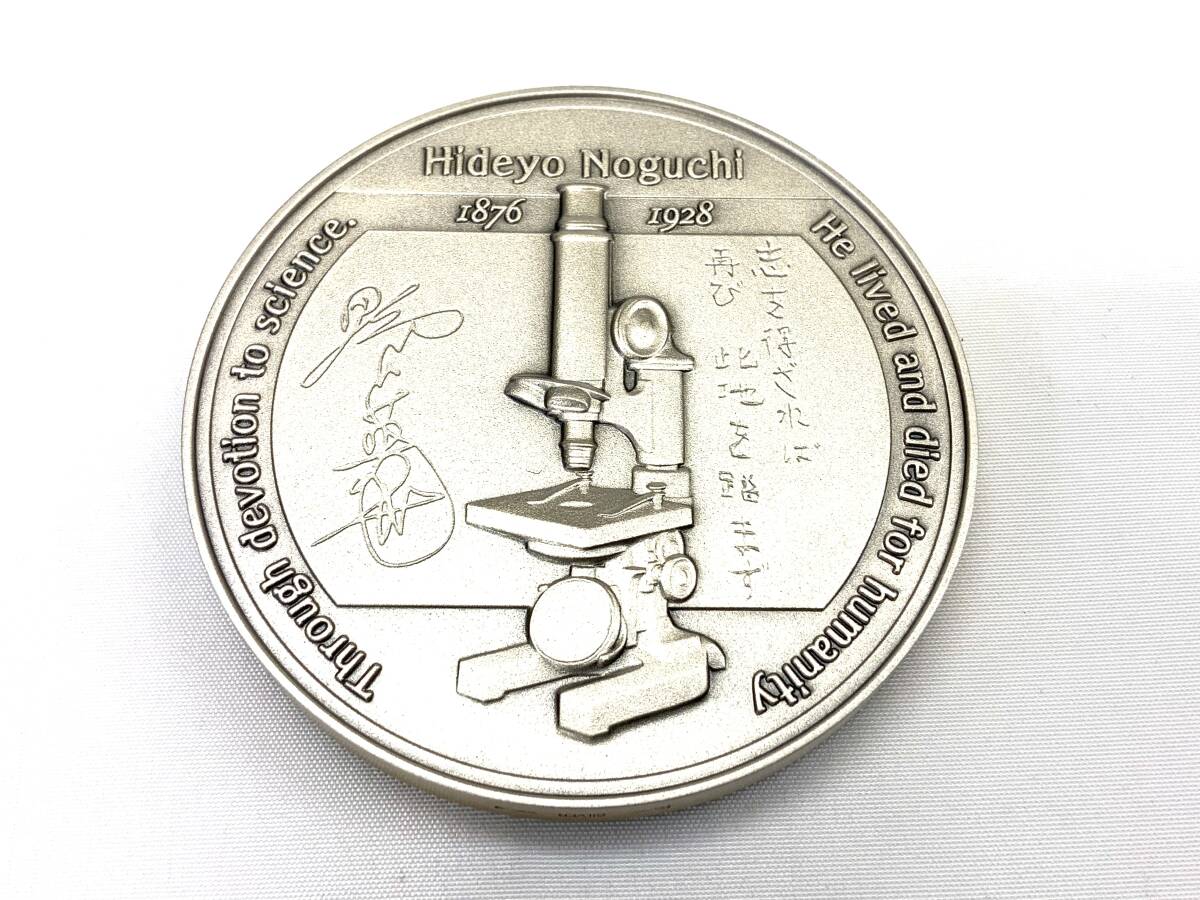 Hideyo Noguchi
1876 1928
Through devotion to science.
He lived and died for humanity
志を得ざれば
再び此地を踏まず